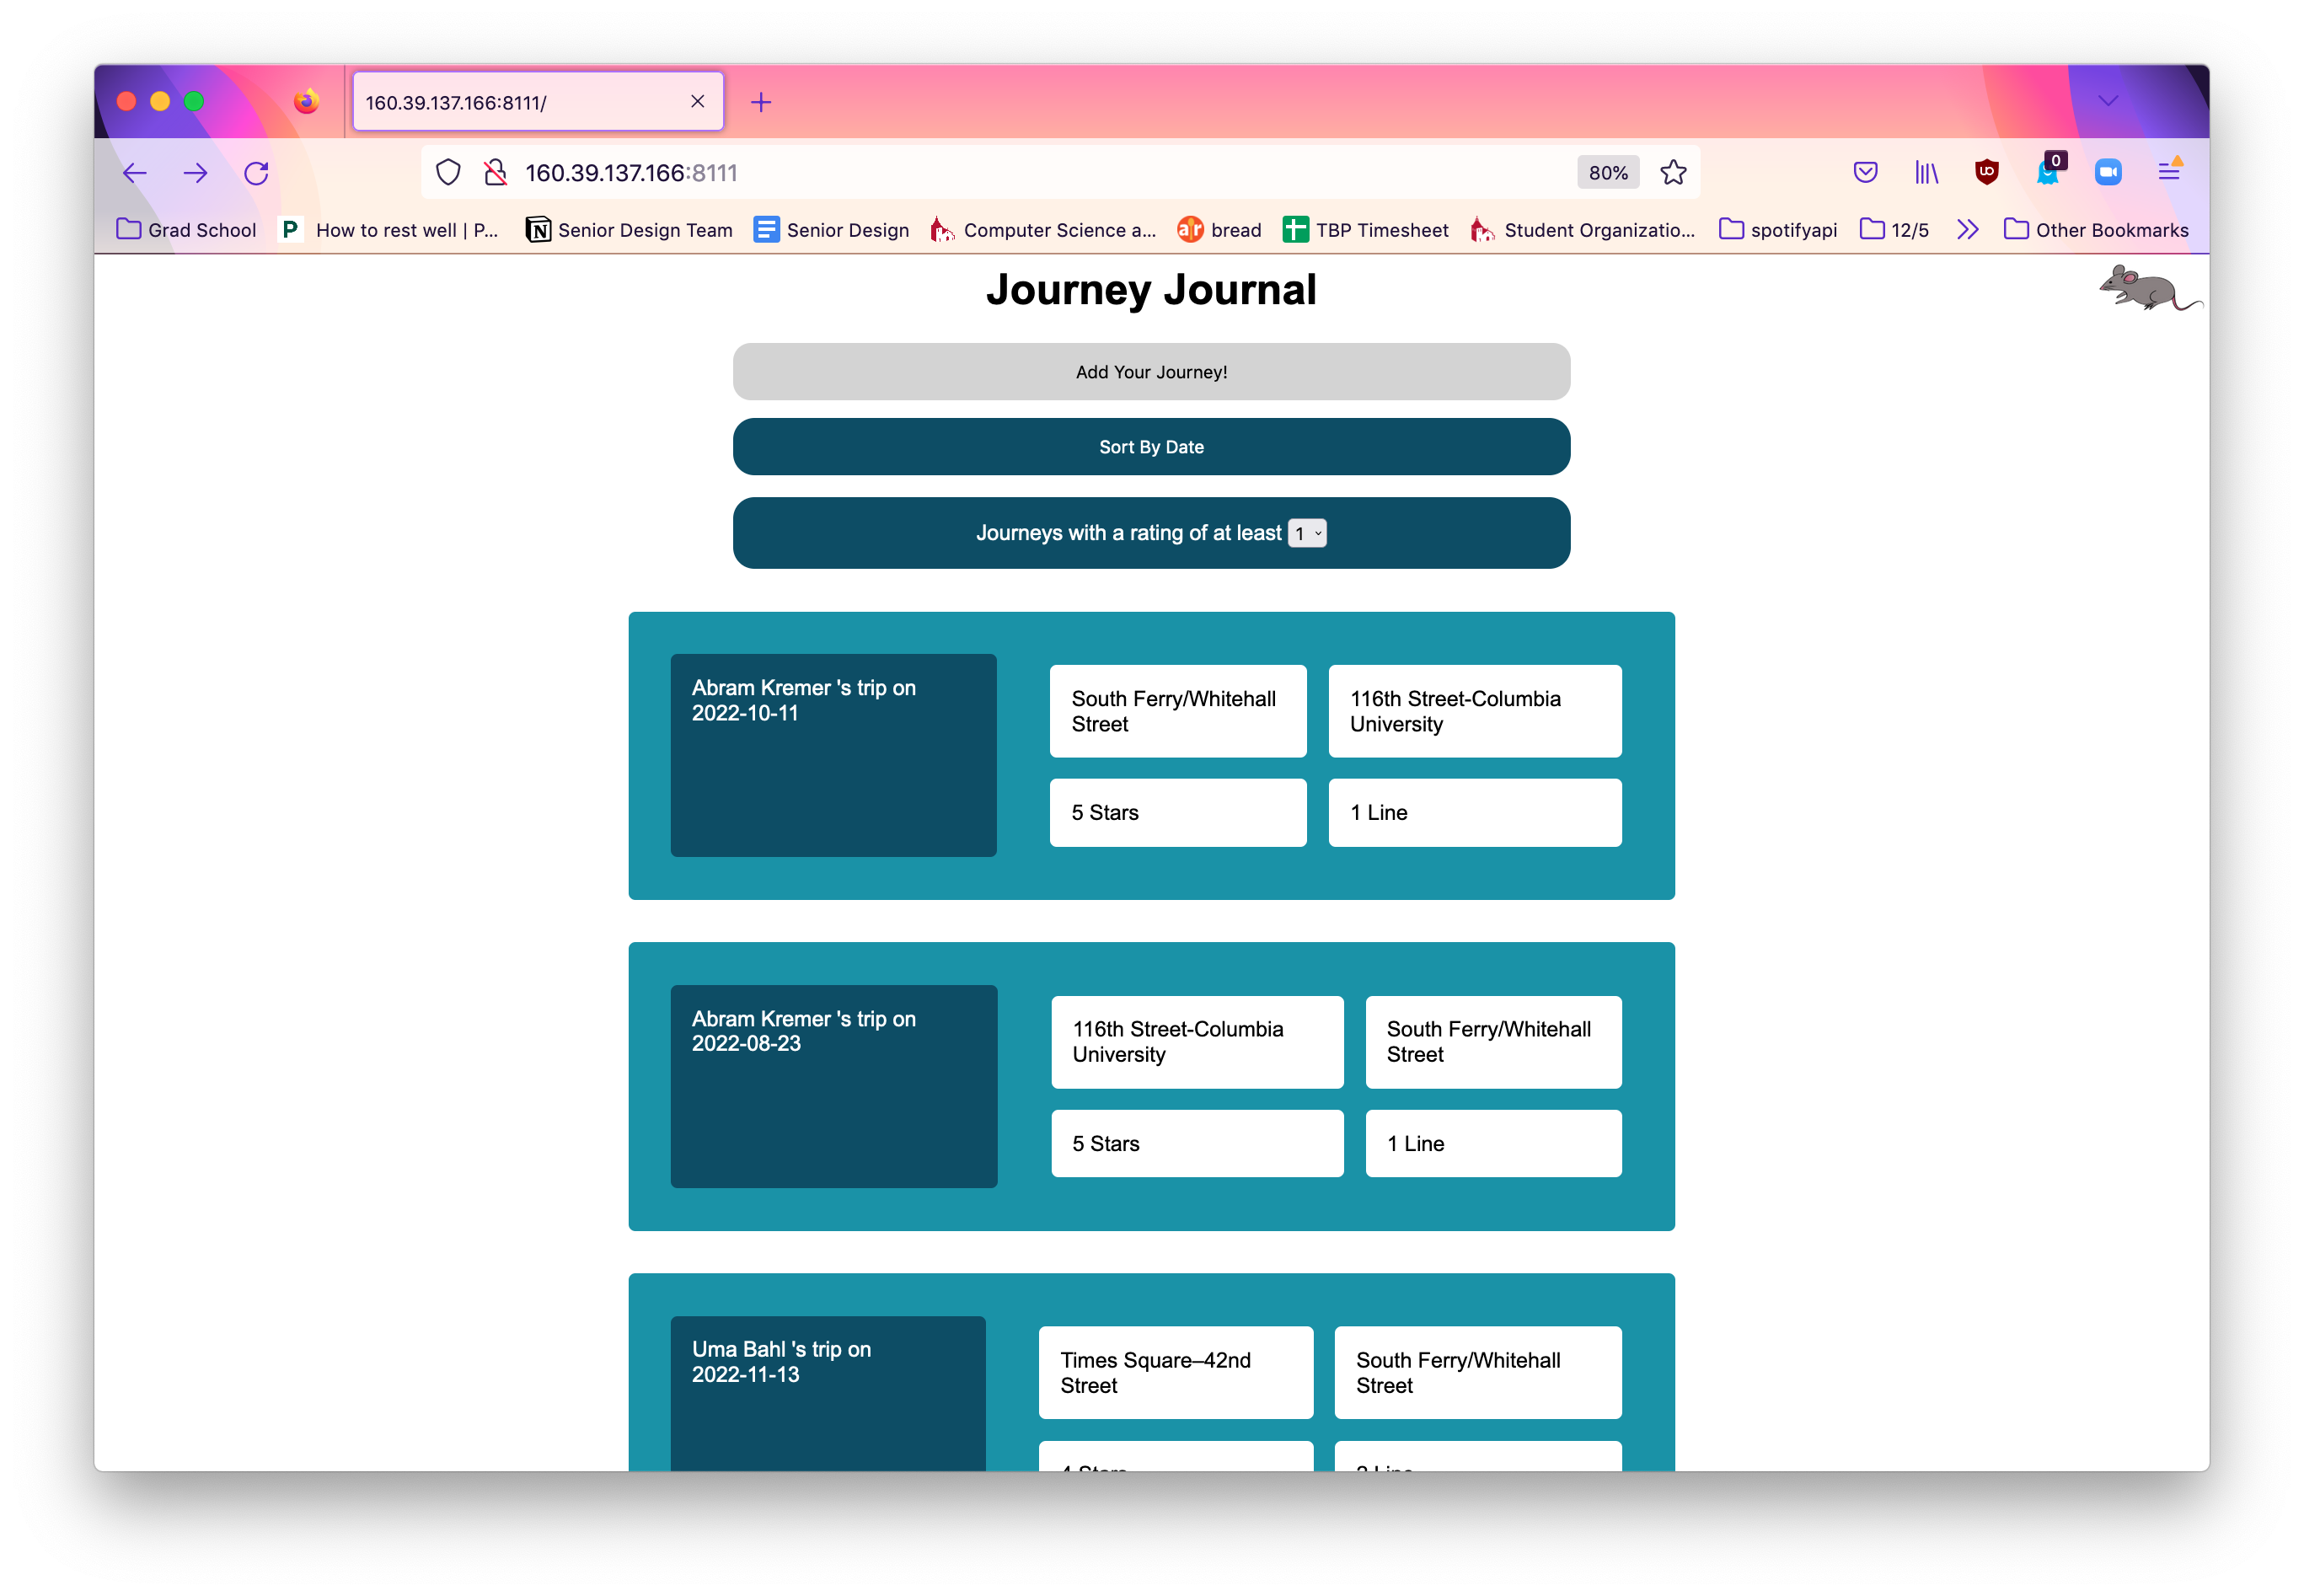 160.39.137.166:8111/
160.39.137.166:8111
80%
0
Grad School
P How to rest well | P...
Senior Design Team
Senior Design
Computer Science a...
bread
TBP Timesheet
Student Organizatio...
spotifyapi
12/5
Other Bookmarks
Journey Journal
Add Your Journey!
Sort By Date
Journeys with a rating of at least 1
Abram Kremer 's trip on
2022-10-11
South Ferry/Whitehall
Street
116th Street-Columbia
University
5 Stars
1 Line
Abram Kremer 's trip on
2022-08-23
116th Street-Columbia
University
South Ferry/Whitehall
Street
5 Stars
1 Line
Uma Bahl 's trip on
2022-11-13
Times Square–42nd
Street
South Ferry/Whitehall
Street
4 Stars